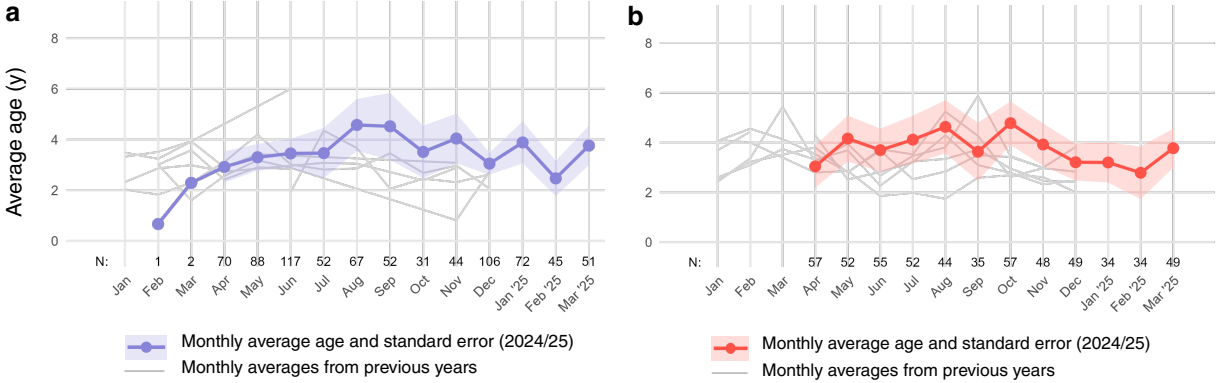 a
Average age (y)
8
6
4
2
0
N: 1 2 70 88 117 52 67 52 31 44 106 72 45 51
Jan Feb Mar Apr May Jun Jul Aug Sep Oct Nov Dec Jan '25 Feb '25 Mar '25
Monthly average age and standard error (2024/25)
Monthly averages from previous years
b
8
6
4
2
0
N: 57 52 55 52 44 35 57 48 49 34 34 49
Jan Feb Mar Apr May Jun Jul Aug Sep Oct Nov Dec Jan '25 Feb '25 Mar '25
Monthly average age and standard error (2024/25)
Monthly averages from previous years